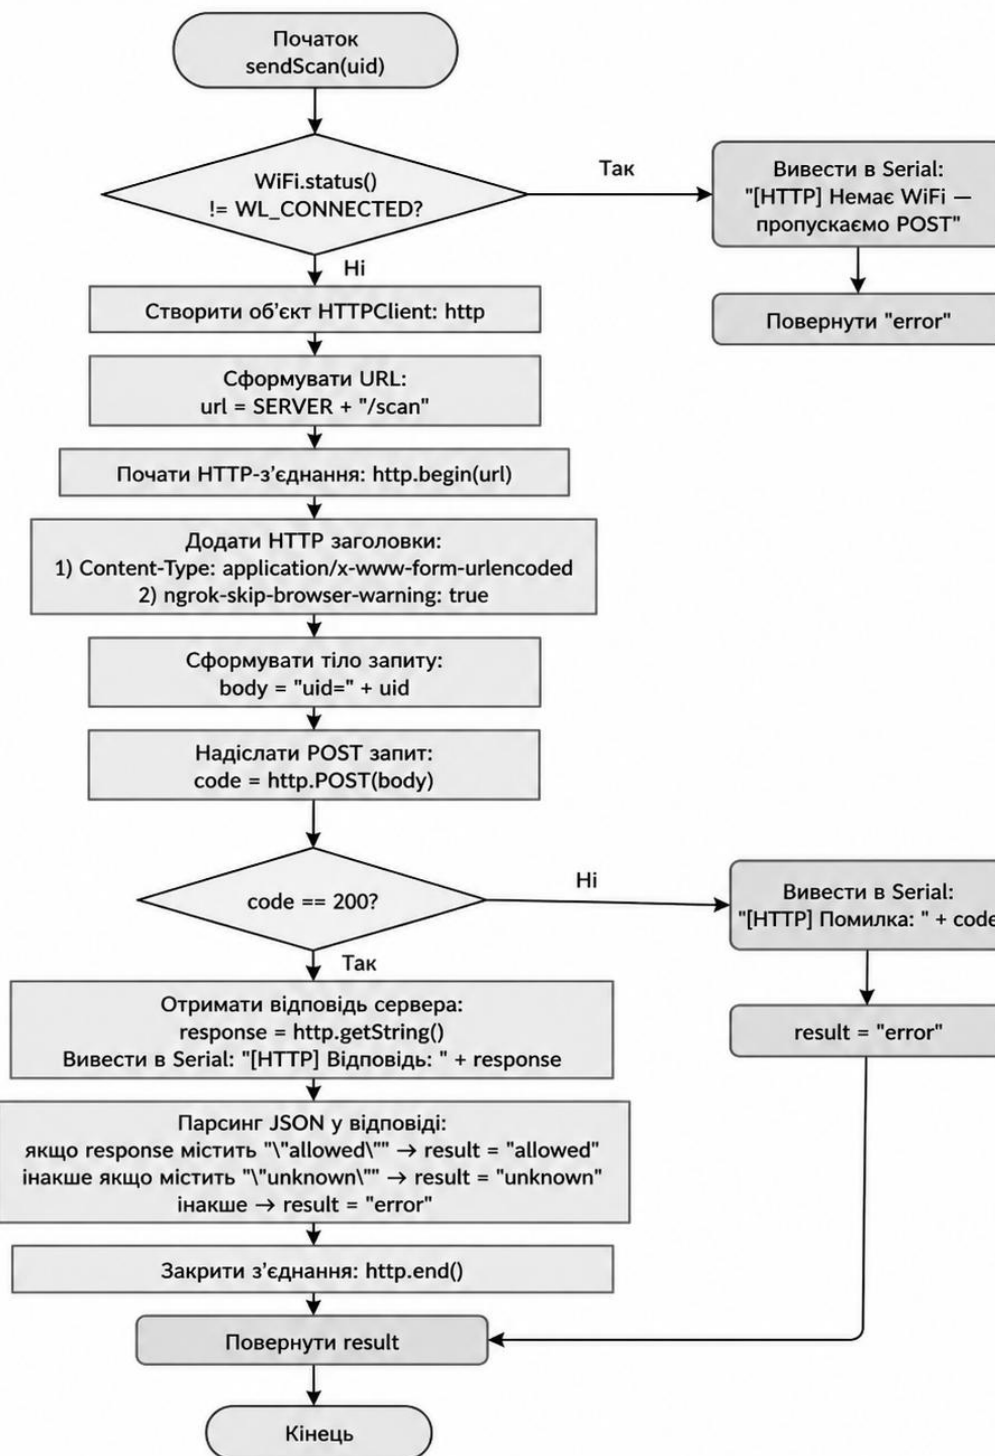 Початок
sendScan(uid)
WiFi.status()
!= WL_CONNECTED?
Так
Вивести в Serial:
"[HTTP] Немає WiFi —
пропускаємо POST"
Повернути "error"
Ні
Створити об’єкт HTTPClient: http
Сформувати URL:
url = SERVER + "/scan"
Почати HTTP-з’єднання: http.begin(url)
Додати HTTP заголовки:
1) Content-Type: application/x-www-form-urlencoded
2) ngrok-skip-browser-warning: true
Сформувати тіло запиту:
body = "uid=" + uid
Надіслати POST запит:
code = http.POST(body)
code == 200?
Ні
Вивести в Serial:
"[HTTP] Помилка: " + code
result = "error"
Так
Отримати відповідь сервера:
response = http.getString()
Вивести в Serial: "[HTTP] Відповідь: " + response
Парсинг JSON у відповіді:
якщо response містить "\"allowed\"" → result = "allowed"
інакше якщо містить "\"unknown\"" → result = "unknown"
інакше → result = "error"
Закрити з’єднання: http.end()
Повернути result
Кінець